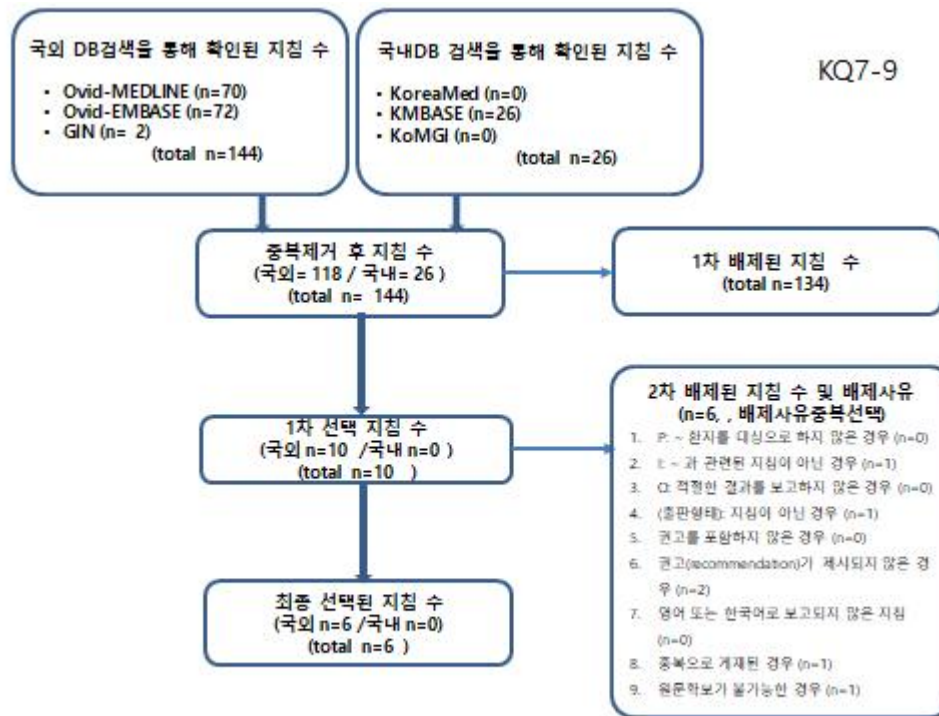 국외 DB검색을 통해 확인된 지침 수
• Ovid-MEDLINE (n=70)
• Ovid-EMBASE (n=72)
• GIN (n= 2)
(total n=144)
국내DB 검색을 통해 확인된 지침 수
• KoreaMed (n=0)
• KMBASE (n=26)
• KoMGI (n=0)
(total n=26)
KQ7-9
중복제거 후 지침 수
(국외= 118 / 국내= 26 )
(total n= 144)
1차 배제된 지침 수
(total n=134)
1차 선택 지침 수
(국외 n=10 /국내 n=0 )
(total n=10 )
2차 배제된 지침 수 및 배제사유
(n=6, , 배제사유중복선택)
1. P: ~ 환자를 대상으로 하지 않은 경우 (n=0)
2. I: ~ 과 관련된 지침이 아닌 경우 (n=1)
3. O: 적절한 결과를 보고하지 않은 경우 (n=0)
4. (출판형태): 지침이 아닌 경우 (n=1)
5. 권고를 포함하지 않은 경우 (n=0)
6. 권고(recommendation)가 제시되지 않은 경
우 (n=2)
7. 영어 또는 한국어로 보고되지 않은 지침
(n=0)
8. 중복으로 게재된 경우 (n=1)
9. 원문확보가 불가능한 경우 (n=1)
최종 선택된 지침 수
(국외 n=6 /국내 n=0)
(total n=6 )